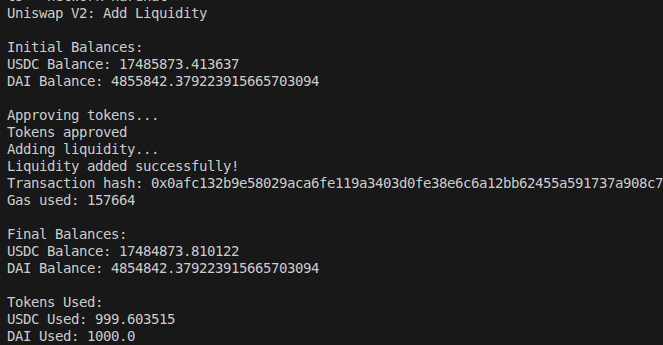 Uniswap V2: Add Liquidity
Initial Balances:
USDC Balance: 17485873.413637
DAI Balance: 4855842.379223915665703094
Approving tokens...
Tokens approved
Adding liquidity...
Liquidity added successfully!
Transaction hash: 0x0afc132b9e58029aca6fe119a3403d0fe38e6c6a12bb62455a591737a908c7
Gas used: 157664
Final Balances:
USDC Balance: 17484873.810122
DAI Balance: 4854842.379223915665703094
Tokens Used:
USDC Used: 999.603515
DAI Used: 1000.0